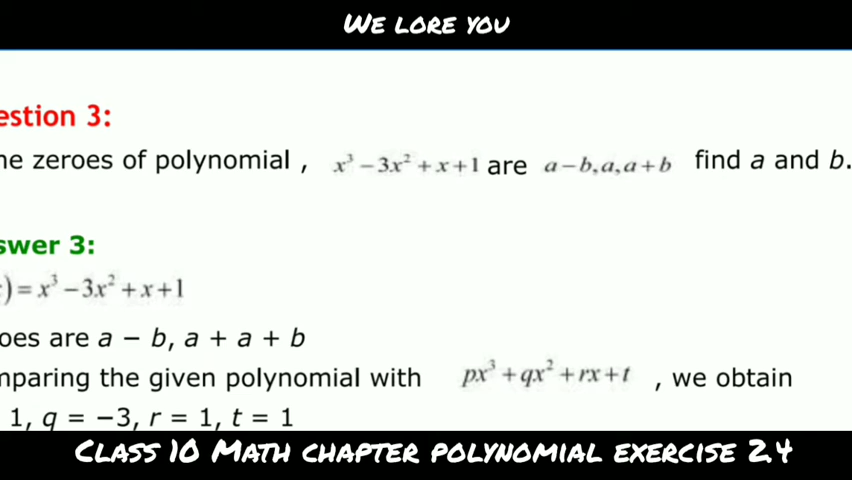 WE LORE YOU
estion 3:
he zeroes of polynomial , x³ − 3x² + x + 1 are a − b, a, a + b find a and b.
swer 3:
) = x³ − 3x² + x + 1
oes are a − b, a + a + b
mparing the given polynomial with px³ + qx² + rx + t , we obtain
1, q = −3, r = 1, t = 1
CLASS 10 MATH CHAPTER POLYNOMIAL EXERCISE 2.4